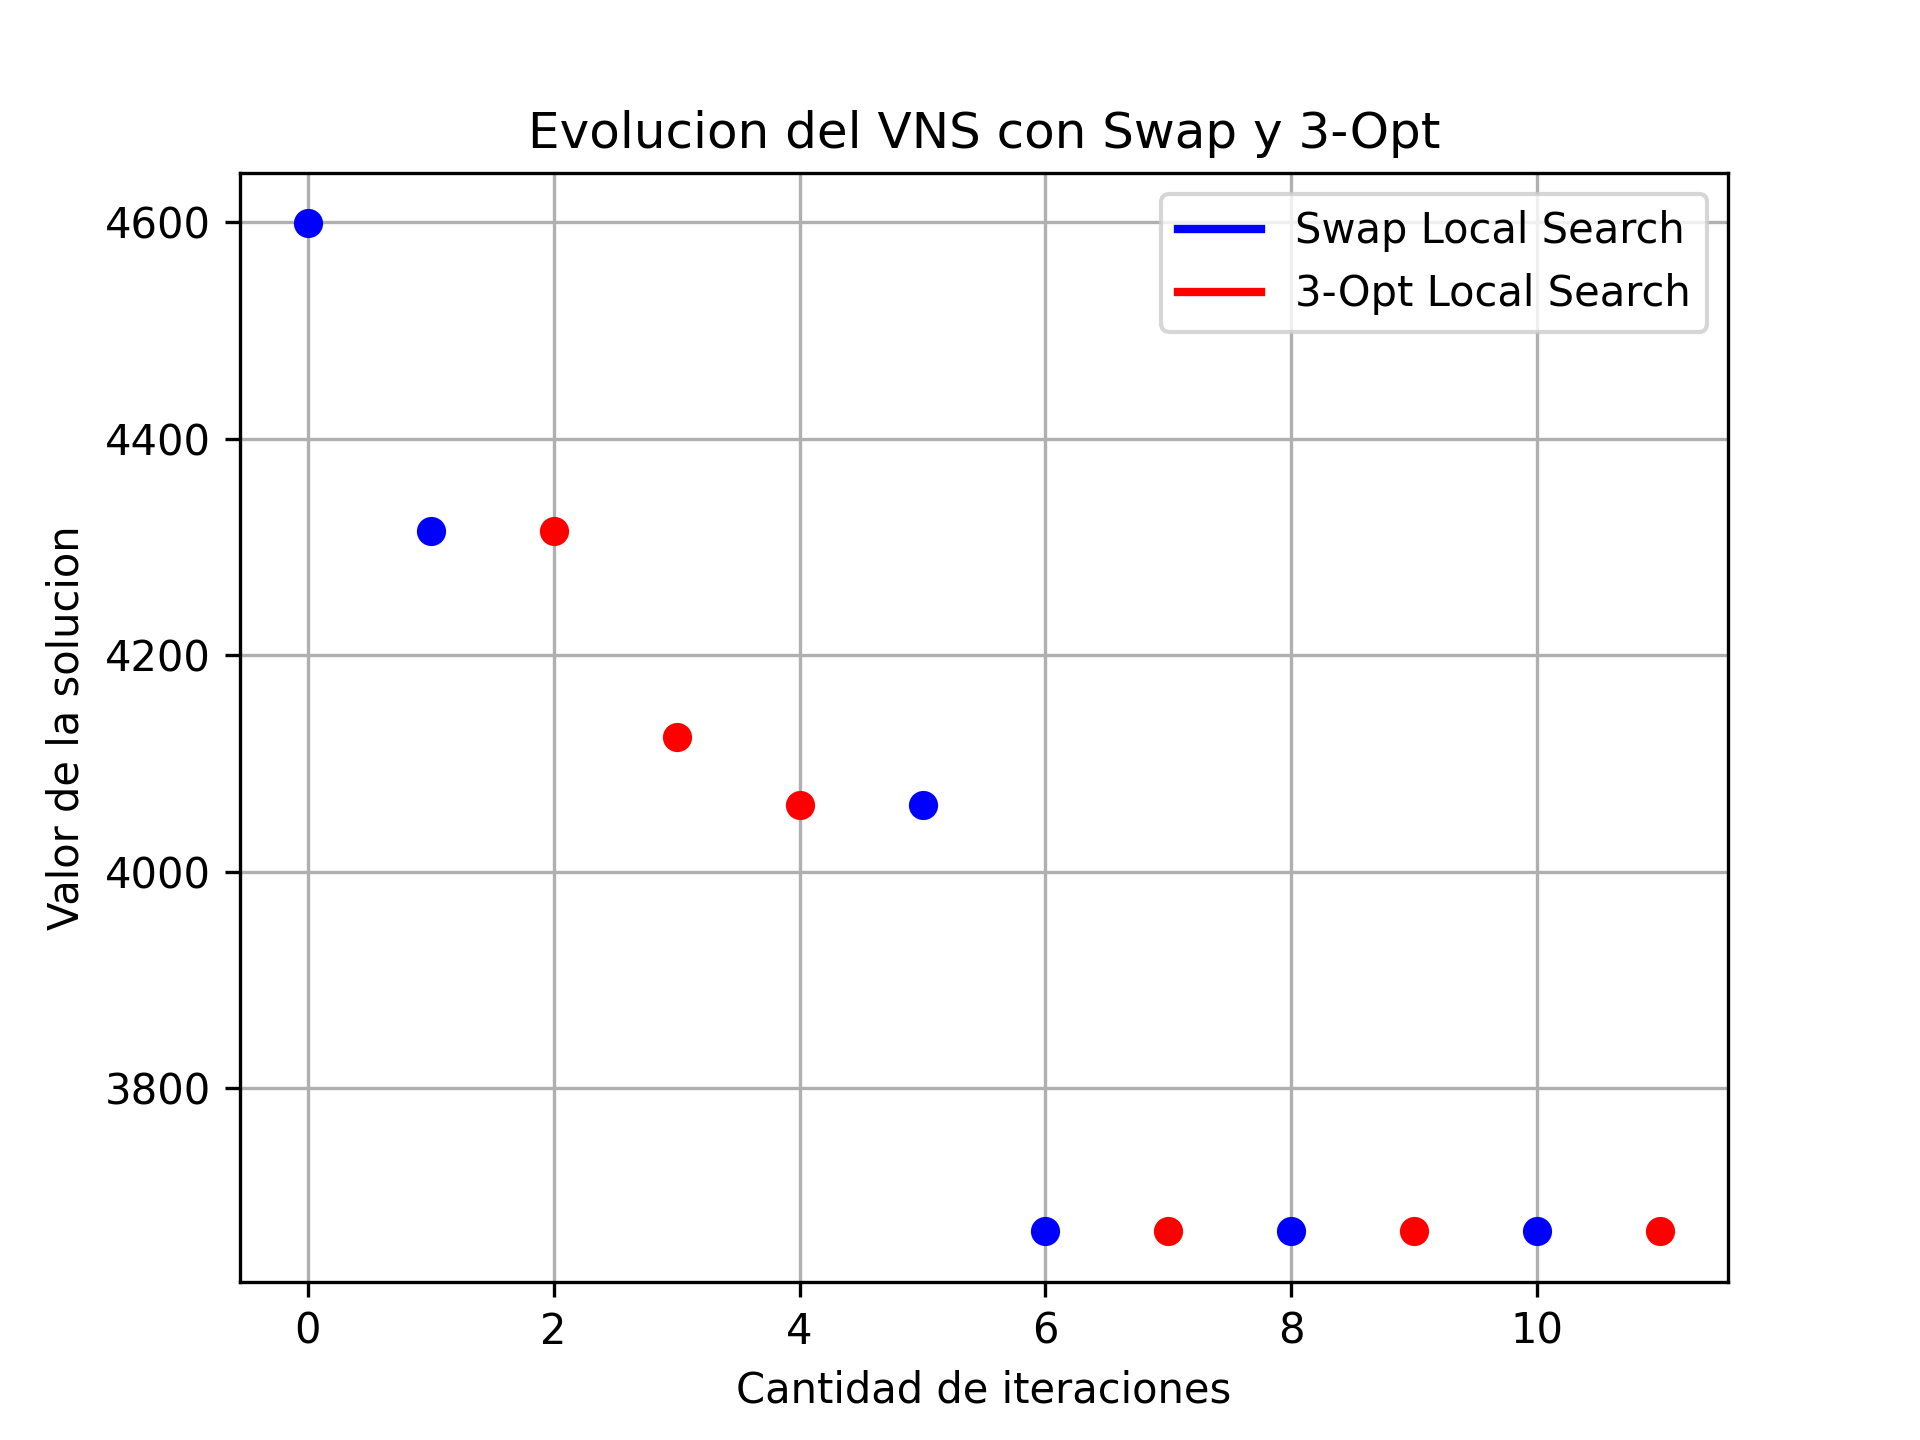 Evolucion del VNS con Swap y 3-Opt
Swap Local Search
3-Opt Local Search
Valor de la solucion
4600
4400
4200
4000
3800
0 2 4 6 8 10
Cantidad de iteraciones